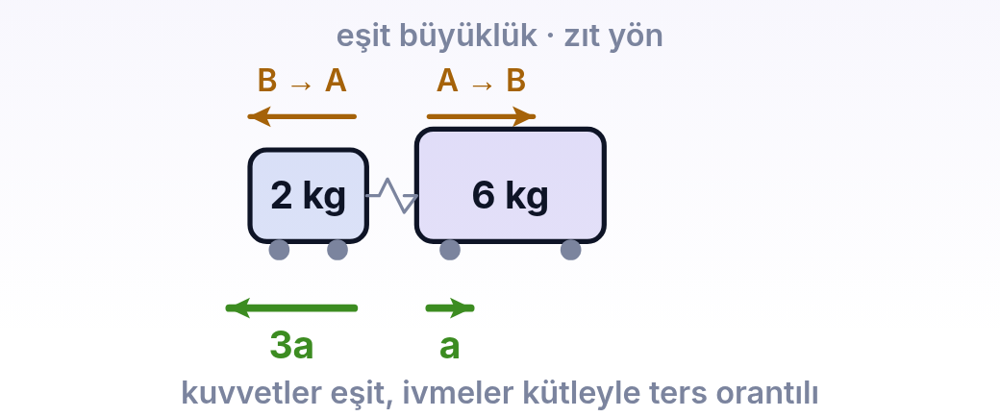 eşit büyüklük · zıt yön
B → A
A → B
2 kg
6 kg
3a
a
kuvvetler eşit, ivmeler kütleyle ters orantılı